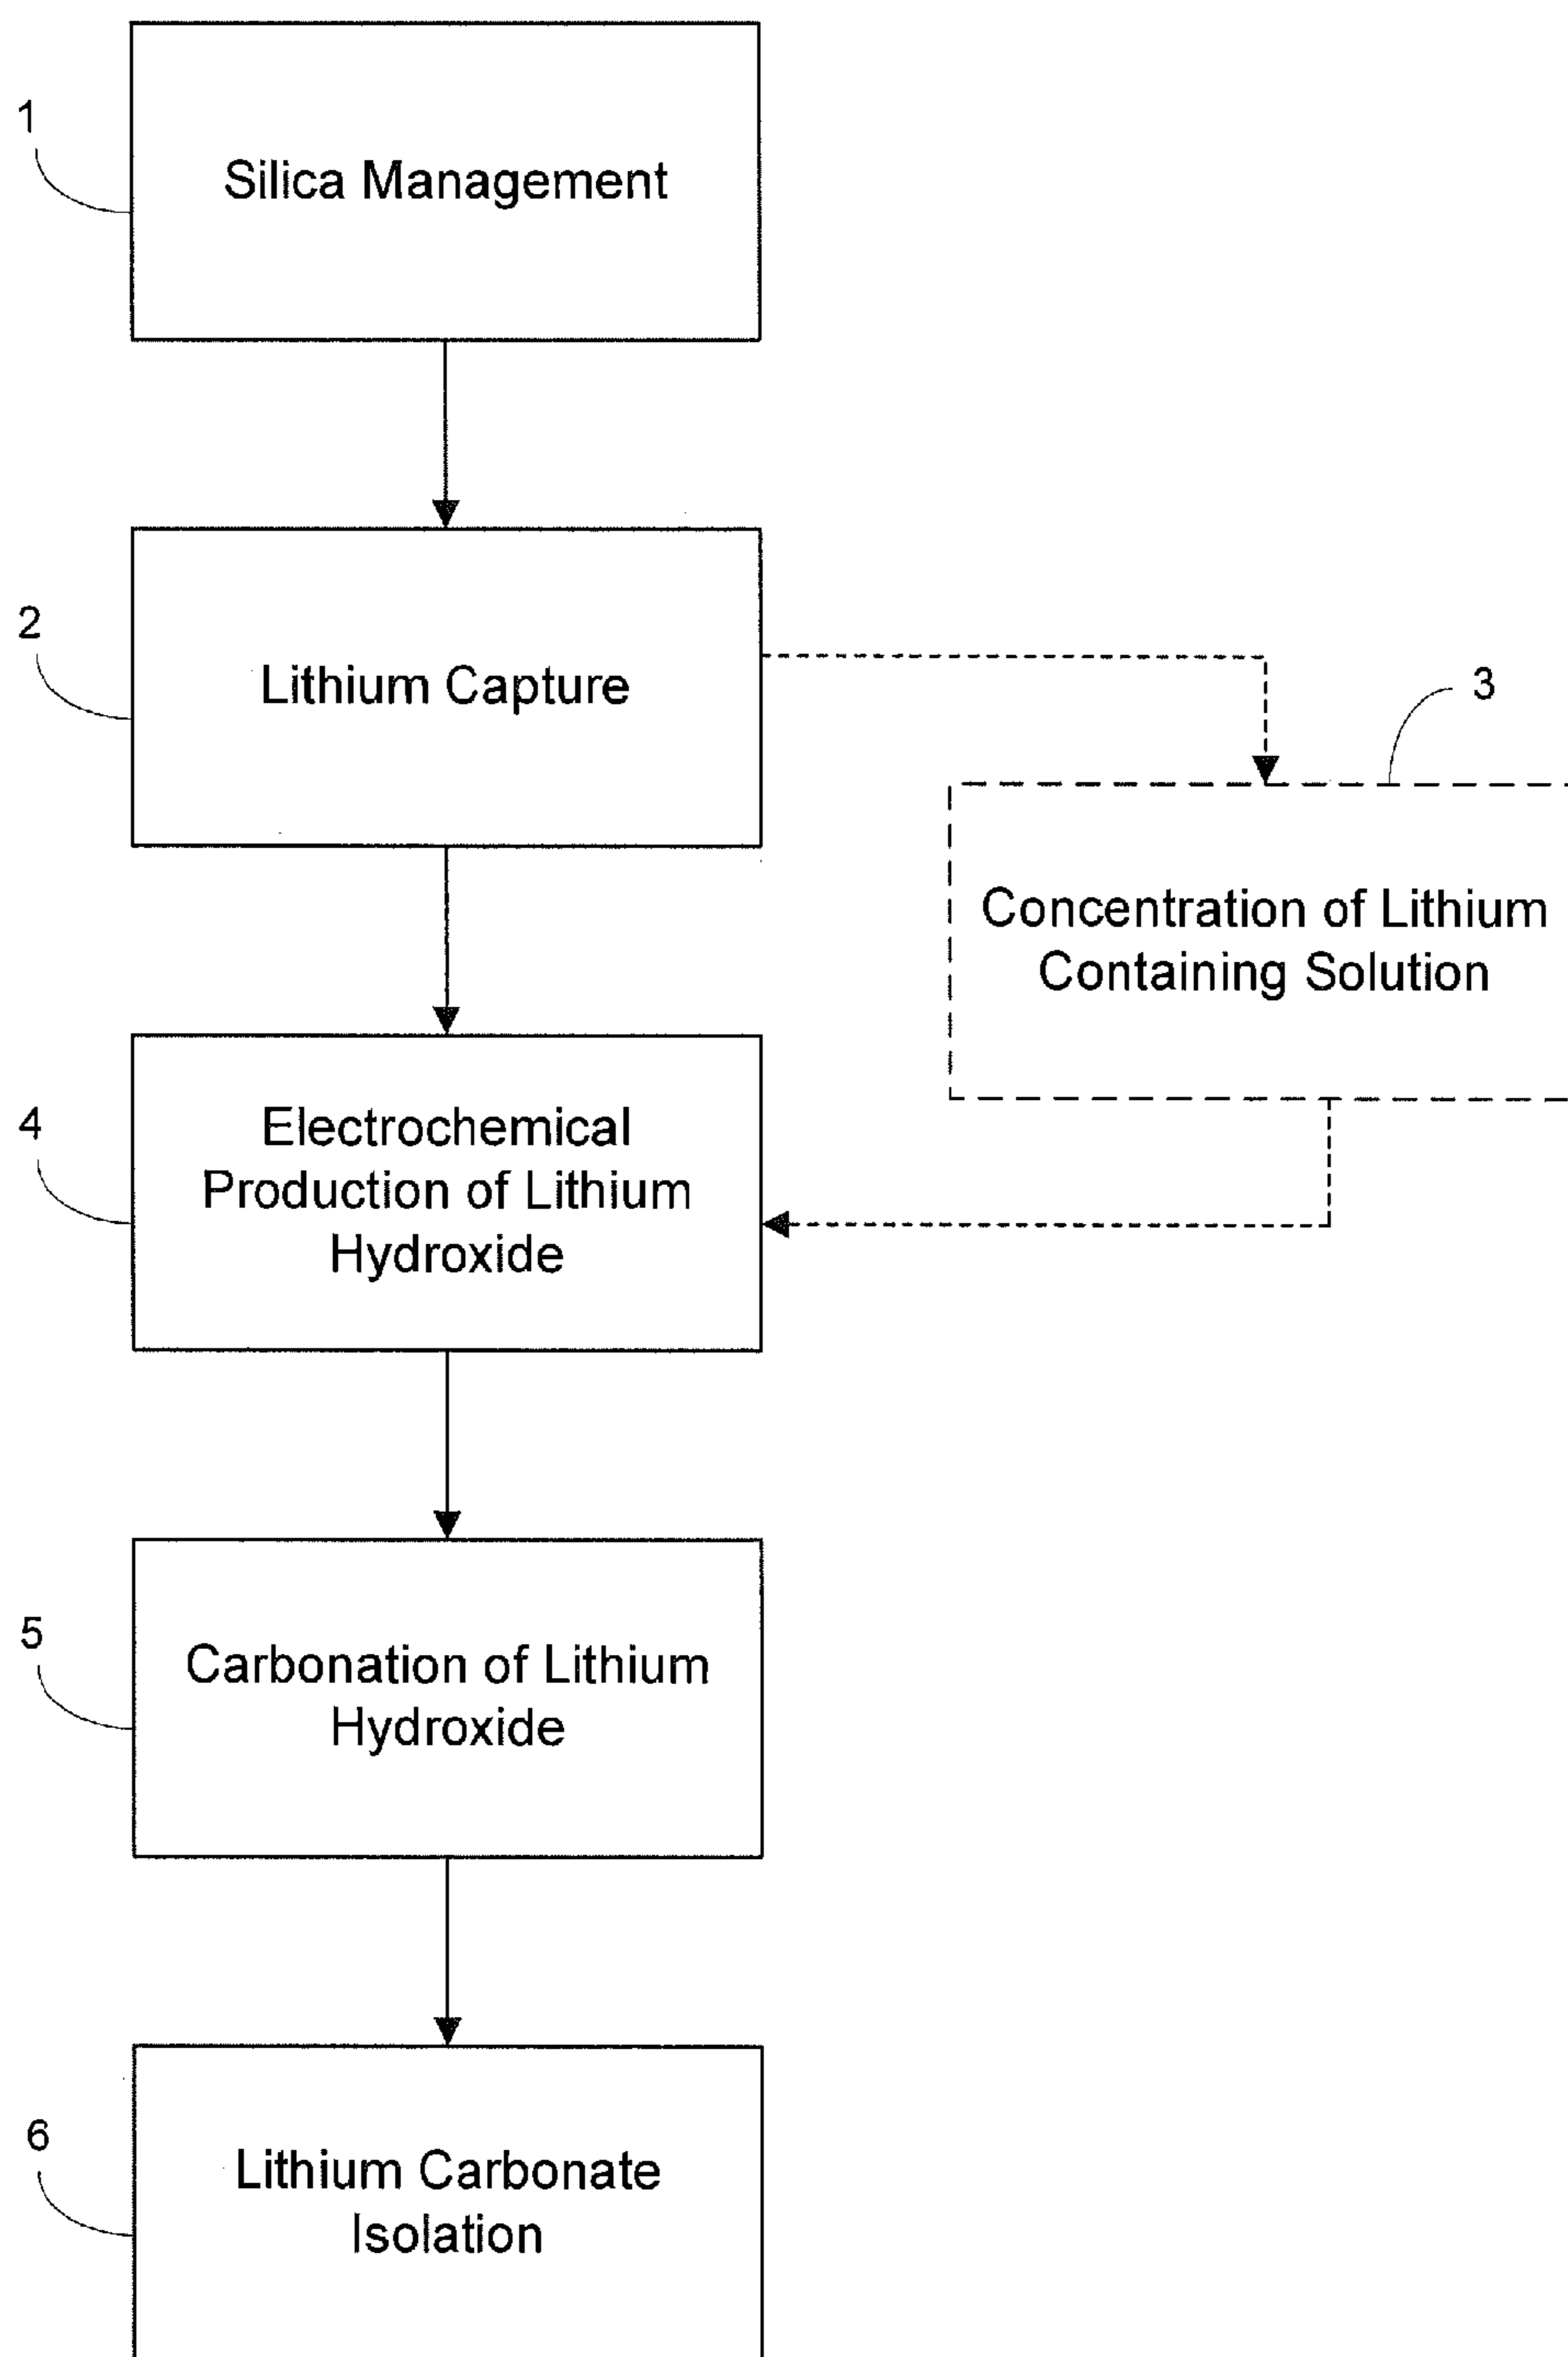 1
Silica Management
2
Lithium Capture
3
Concentration of Lithium
Containing Solution
4
Electrochemical
Production of Lithium
Hydroxide
5
Carbonation of Lithium
Hydroxide
6
Lithium Carbonate
Isolation